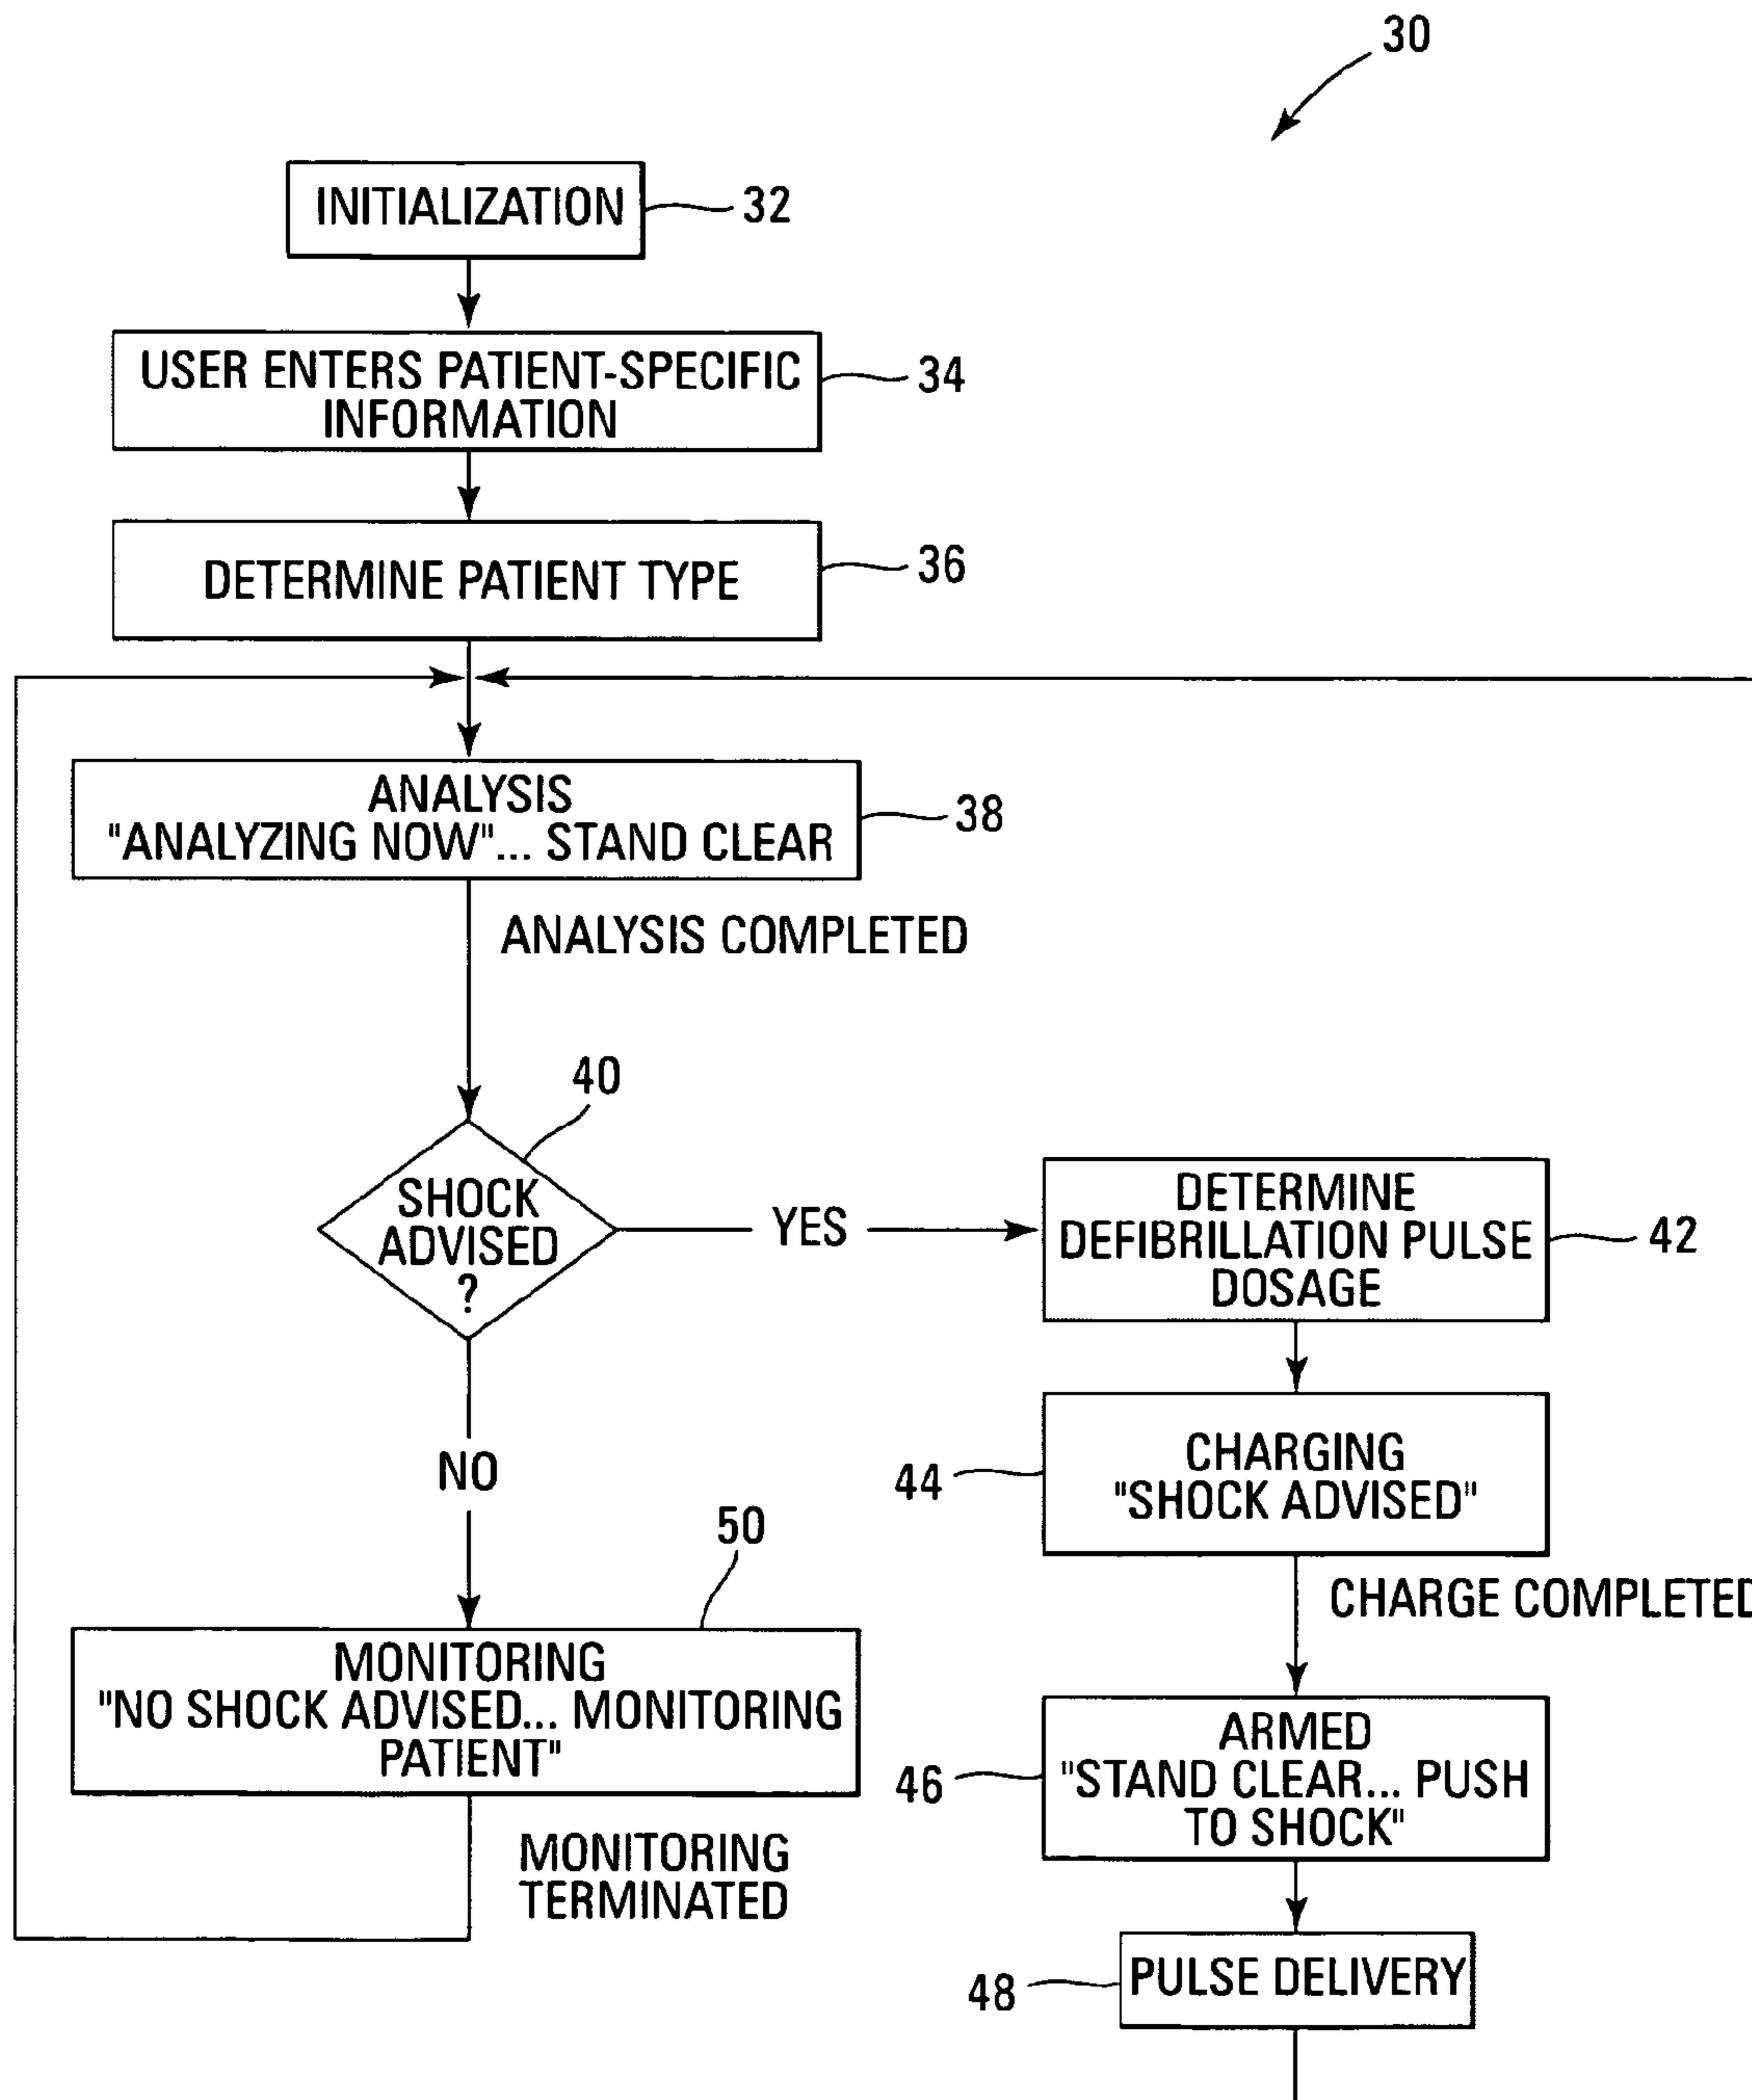 30
INITIALIZATION
32
USER ENTERS PATIENT-SPECIFIC
INFORMATION
34
DETERMINE PATIENT TYPE
36
ANALYSIS
"ANALYZING NOW"... STAND CLEAR
38
ANALYSIS COMPLETED
40
SHOCK
ADVISED
?
YES
DETERMINE
DEFIBRILLATION PULSE
DOSAGE
42
NO
CHARGING
"SHOCK ADVISED"
44
CHARGE COMPLETED
50
MONITORING
"NO SHOCK ADVISED... MONITORING
PATIENT"
MONITORING
TERMINATED
ARMED
"STAND CLEAR... PUSH
TO SHOCK"
46
PULSE DELIVERY
48